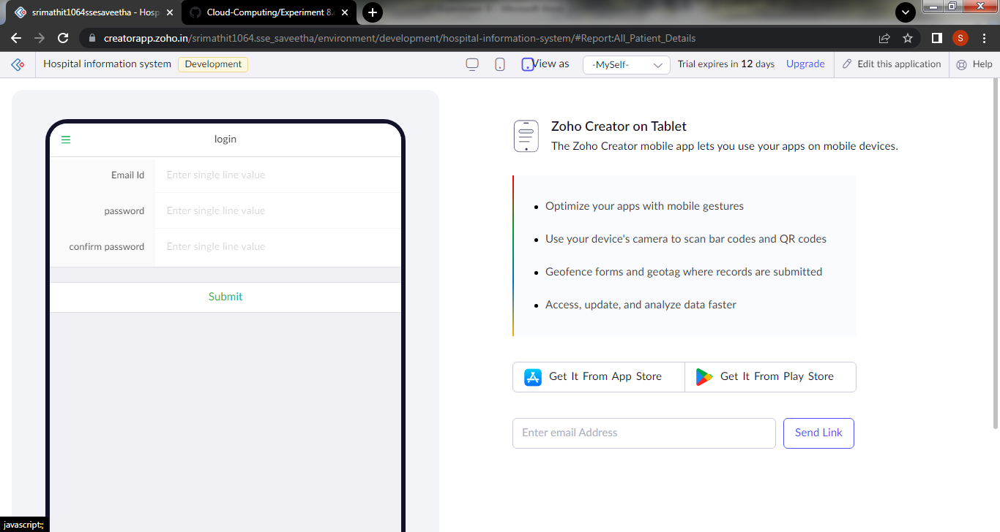 srimathit1064ssesaveetha - Hosp
Cloud-Computing/Experiment 8.
creatorapp.zoho.in/srimathit1064.sse_saveetha/environment/development/hospital-information-system/#Report:All_Patient_Details
S
Hospital information system
Development
View as
-MySelf-
Trial expires in 12 days
Upgrade
Edit this application
Help
login
Email Id
Enter single line value
password
Enter single line value
confirm password
Enter single line value
Submit
Zoho Creator on Tablet
The Zoho Creator mobile app lets you use your apps on mobile devices.
Optimize your apps with mobile gestures
Use your device's camera to scan bar codes and QR codes
Geofence forms and geotag where records are submitted
Access, update, and analyze data faster
Get It From App Store
Get It From Play Store
Enter email Address
Send Link
javascript:;